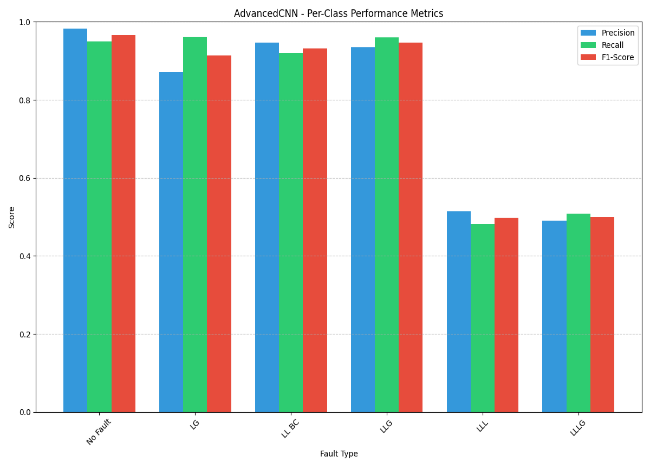 AdvancedCNN - Per-Class Performance Metrics
Precision
Recall
F1-Score
1.0
0.8
0.6
0.4
0.2
0.0
Score
No Fault
LG
LL BC
LLG
LLL
LLLG
Fault Type